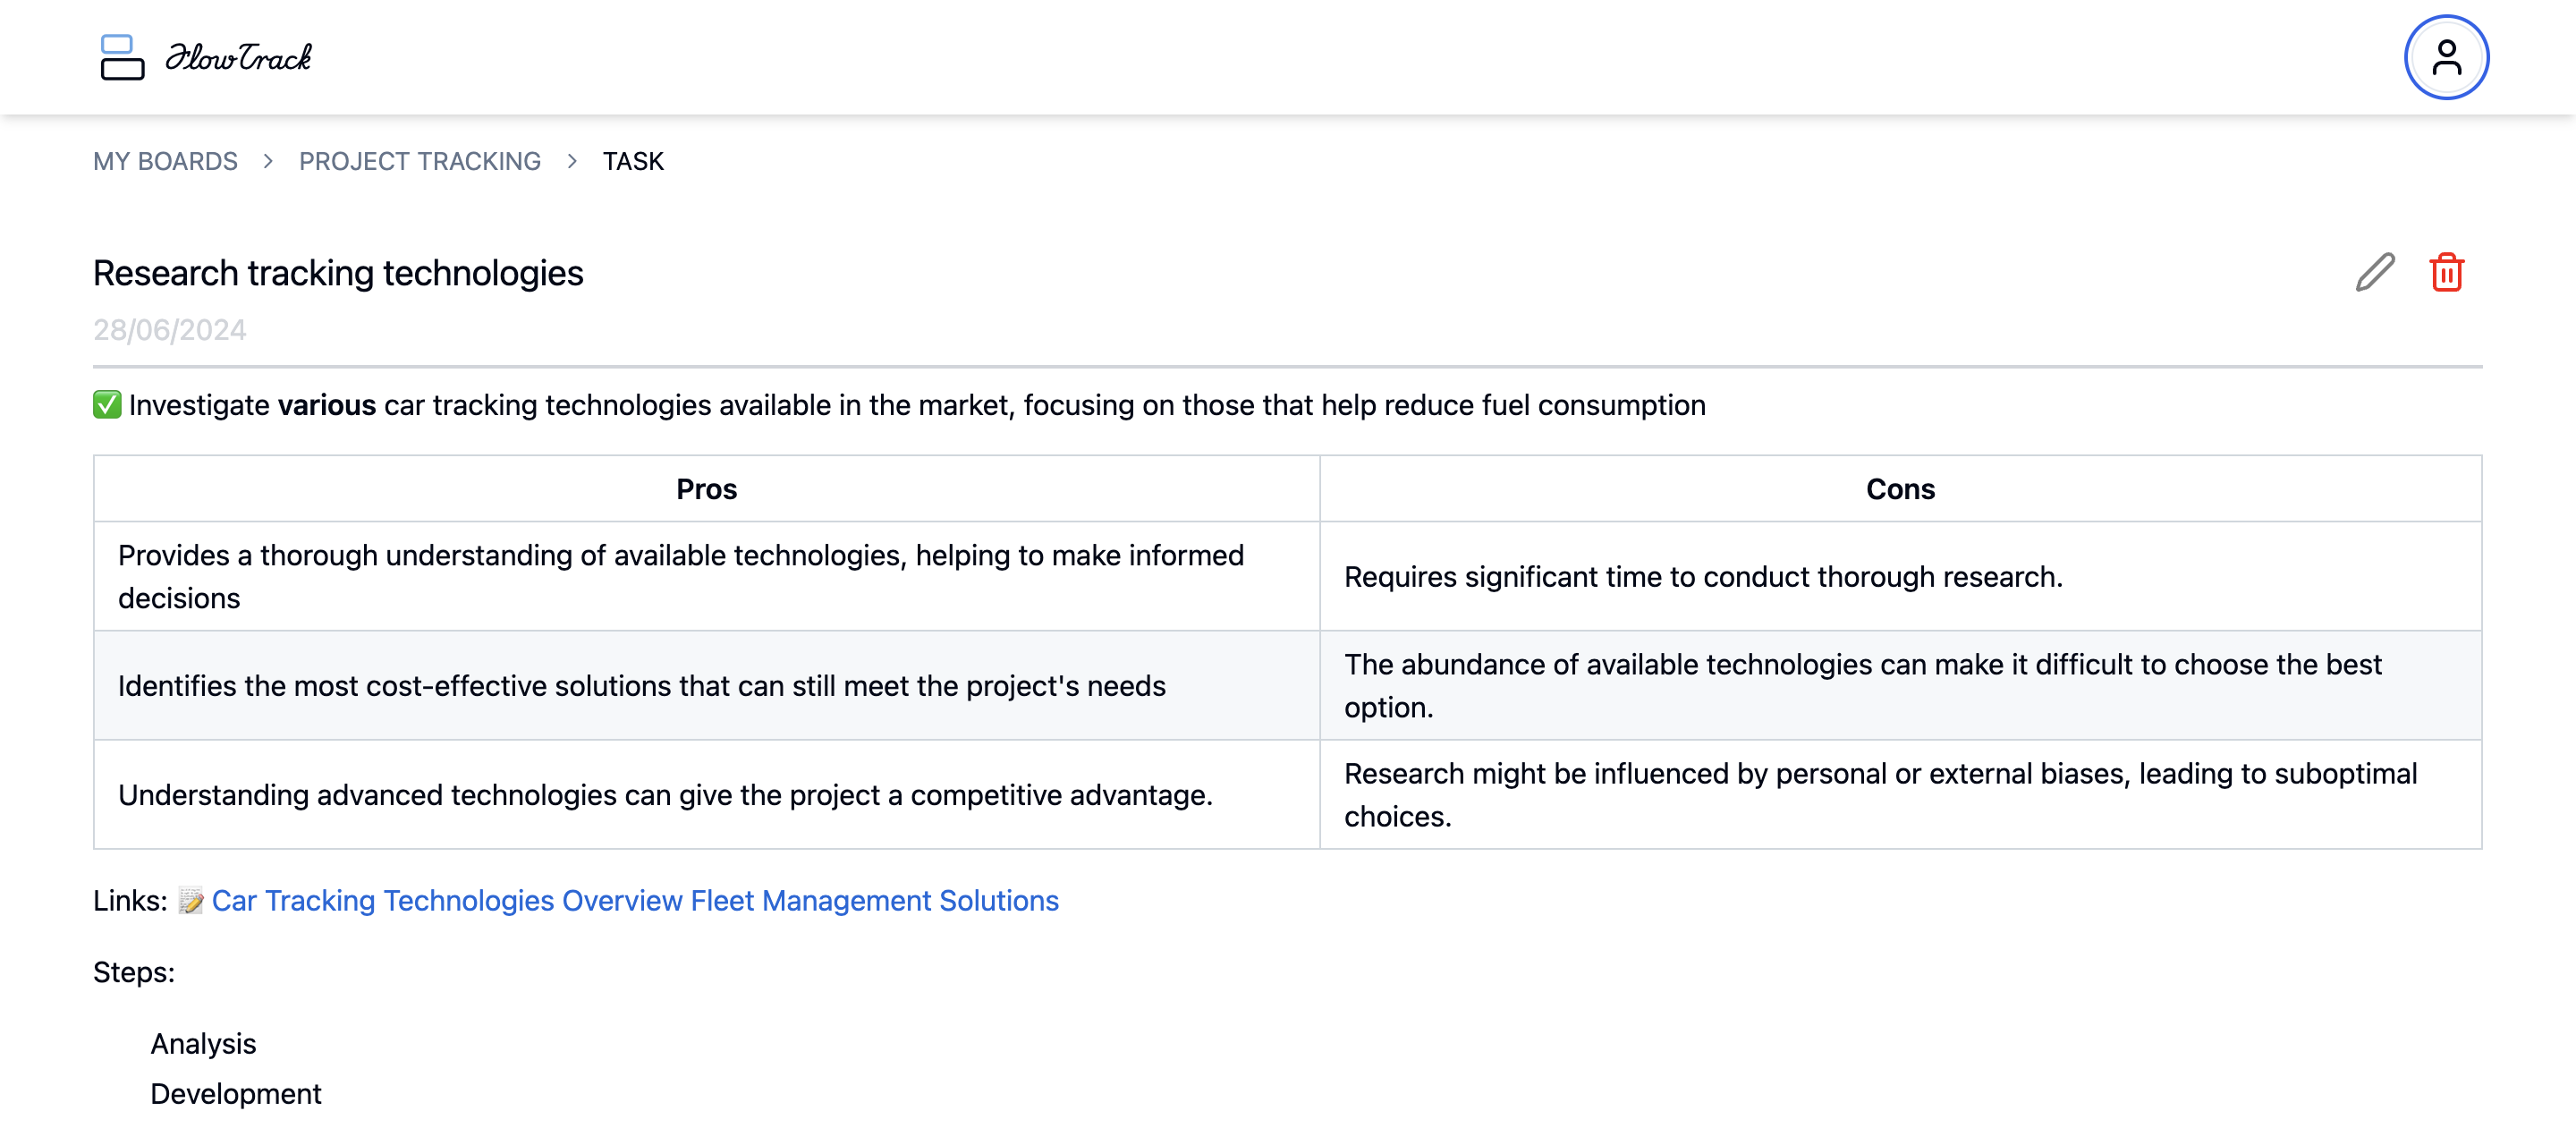 FlowTrack
MY BOARDS > PROJECT TRACKING > TASK
Research tracking technologies
28/06/2024
✅ Investigate various car tracking technologies available in the market, focusing on those that help reduce fuel consumption
Pros
Cons
Provides a thorough understanding of available technologies, helping to make informed
decisions
Requires significant time to conduct thorough research.
Identifies the most cost-effective solutions that can still meet the project's needs
The abundance of available technologies can make it difficult to choose the best
option.
Understanding advanced technologies can give the project a competitive advantage.
Research might be influenced by personal or external biases, leading to suboptimal
choices.
Links: 📝 Car Tracking Technologies Overview Fleet Management Solutions
Steps:
Analysis
Development